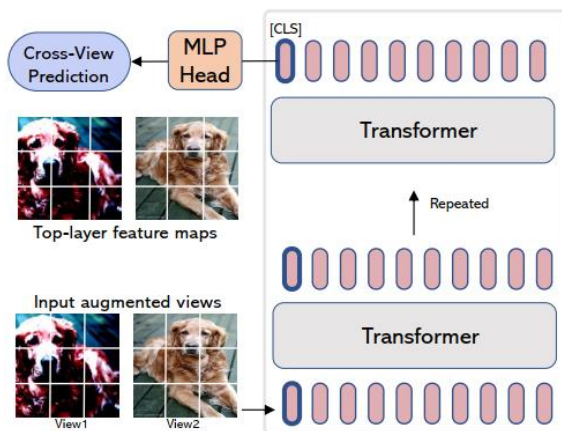 [CLS]
Cross-View
Prediction
MLP
Head
Transformer
Top-layer feature maps
Repeated
Input augmented views
Transformer
View1
View2